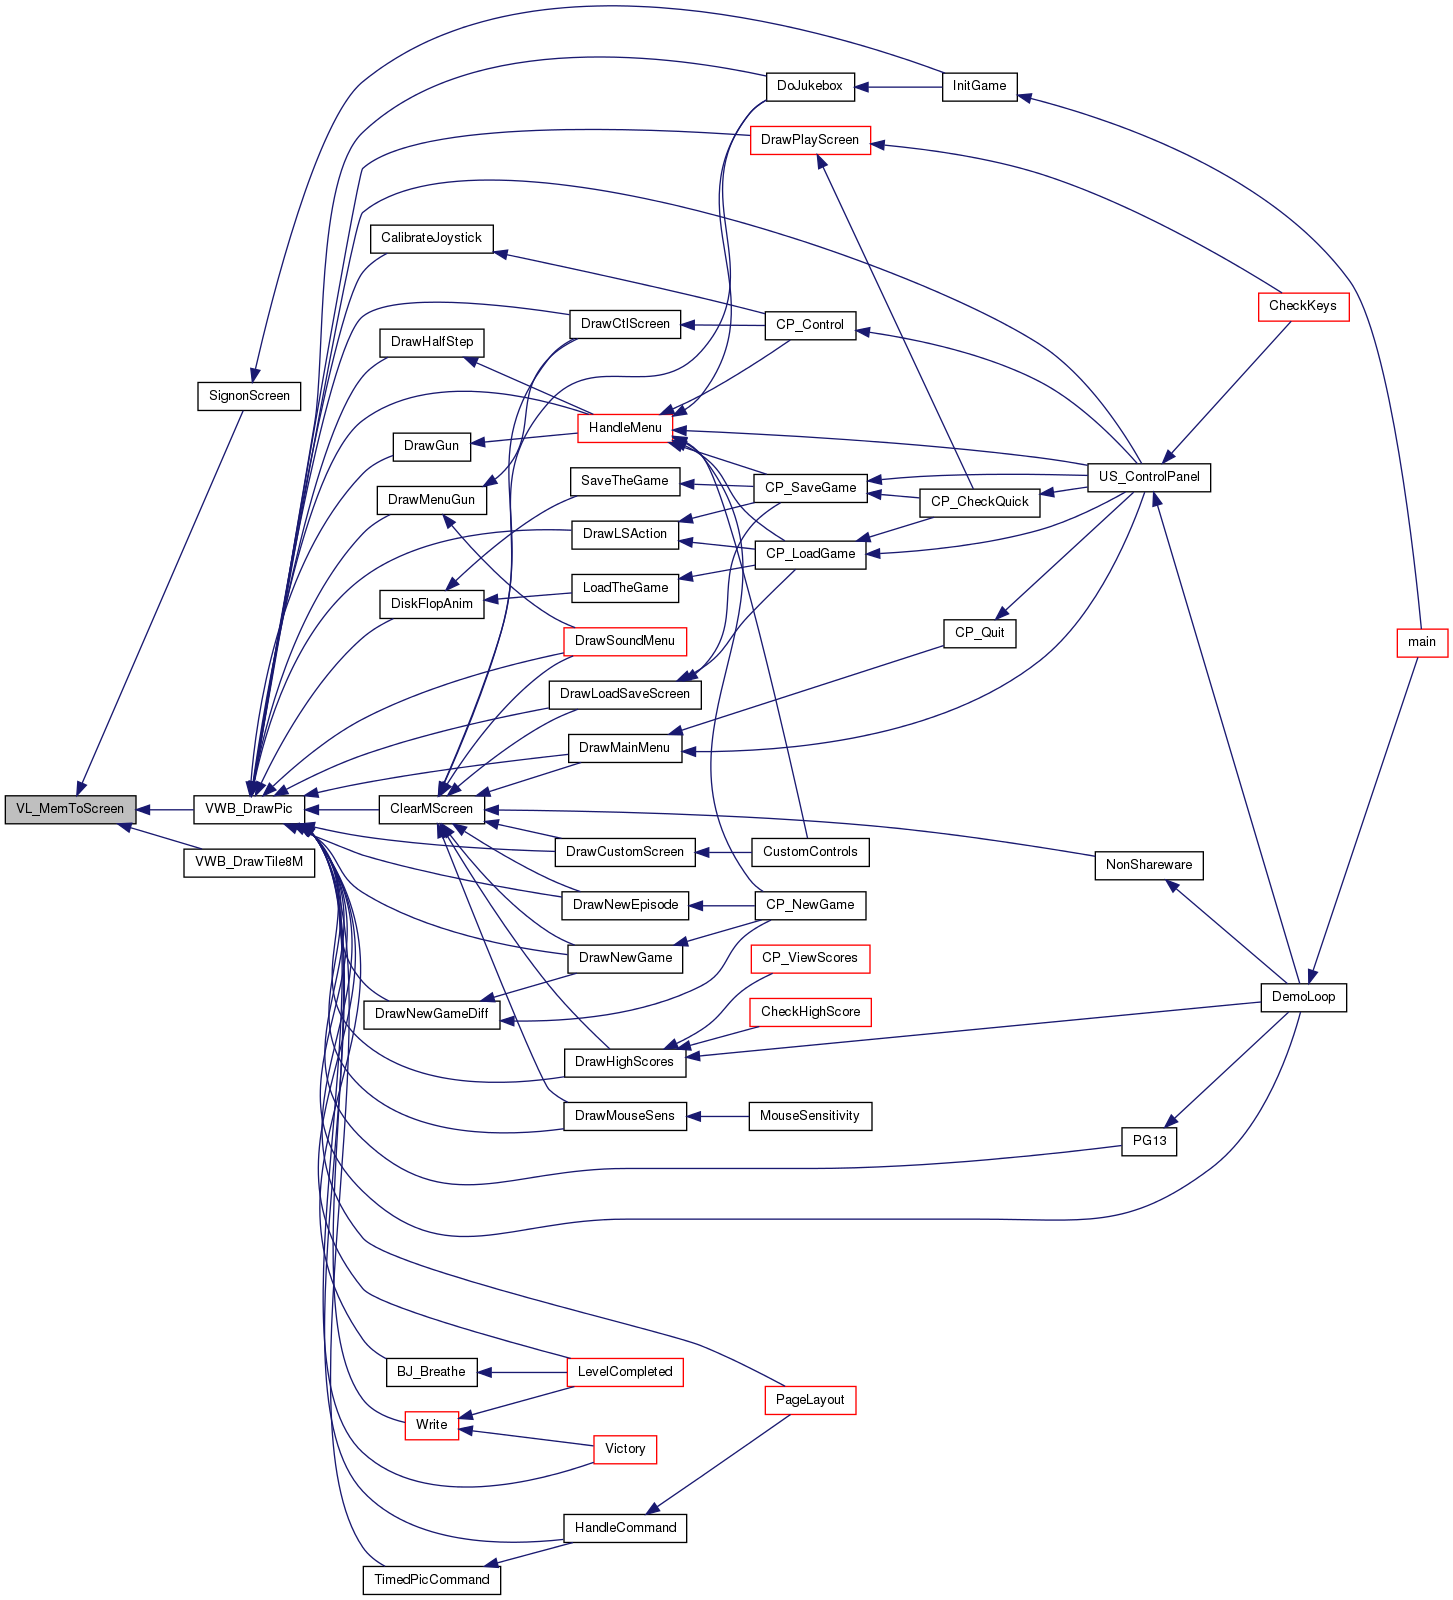 DoJukebox
InitGame
DrawPlayScreen
CalibrateJoystick
CheckKeys
DrawCtlScreen
CP_Control
DrawHalfStep
SignonScreen
HandleMenu
DrawGun
US_ControlPanel
SaveTheGame
CP_SaveGame
DrawMenuGun
CP_CheckQuick
DrawLSAction
CP_LoadGame
LoadTheGame
DiskFlopAnim
CP_Quit
DrawSoundMenu
main
DrawLoadSaveScreen
DrawMainMenu
VL_MemToScreen
VWB_DrawPic
ClearMScreen
VWB_DrawTile8M
DrawCustomScreen
CustomControls
NonShareware
DrawNewEpisode
CP_NewGame
DrawNewGame
CP_ViewScores
DemoLoop
DrawNewGameDiff
CheckHighScore
DrawHighScores
DrawMouseSens
MouseSensitivity
PG13
BJ_Breathe
LevelCompleted
PageLayout
Write
Victory
HandleCommand
TimedPicCommand